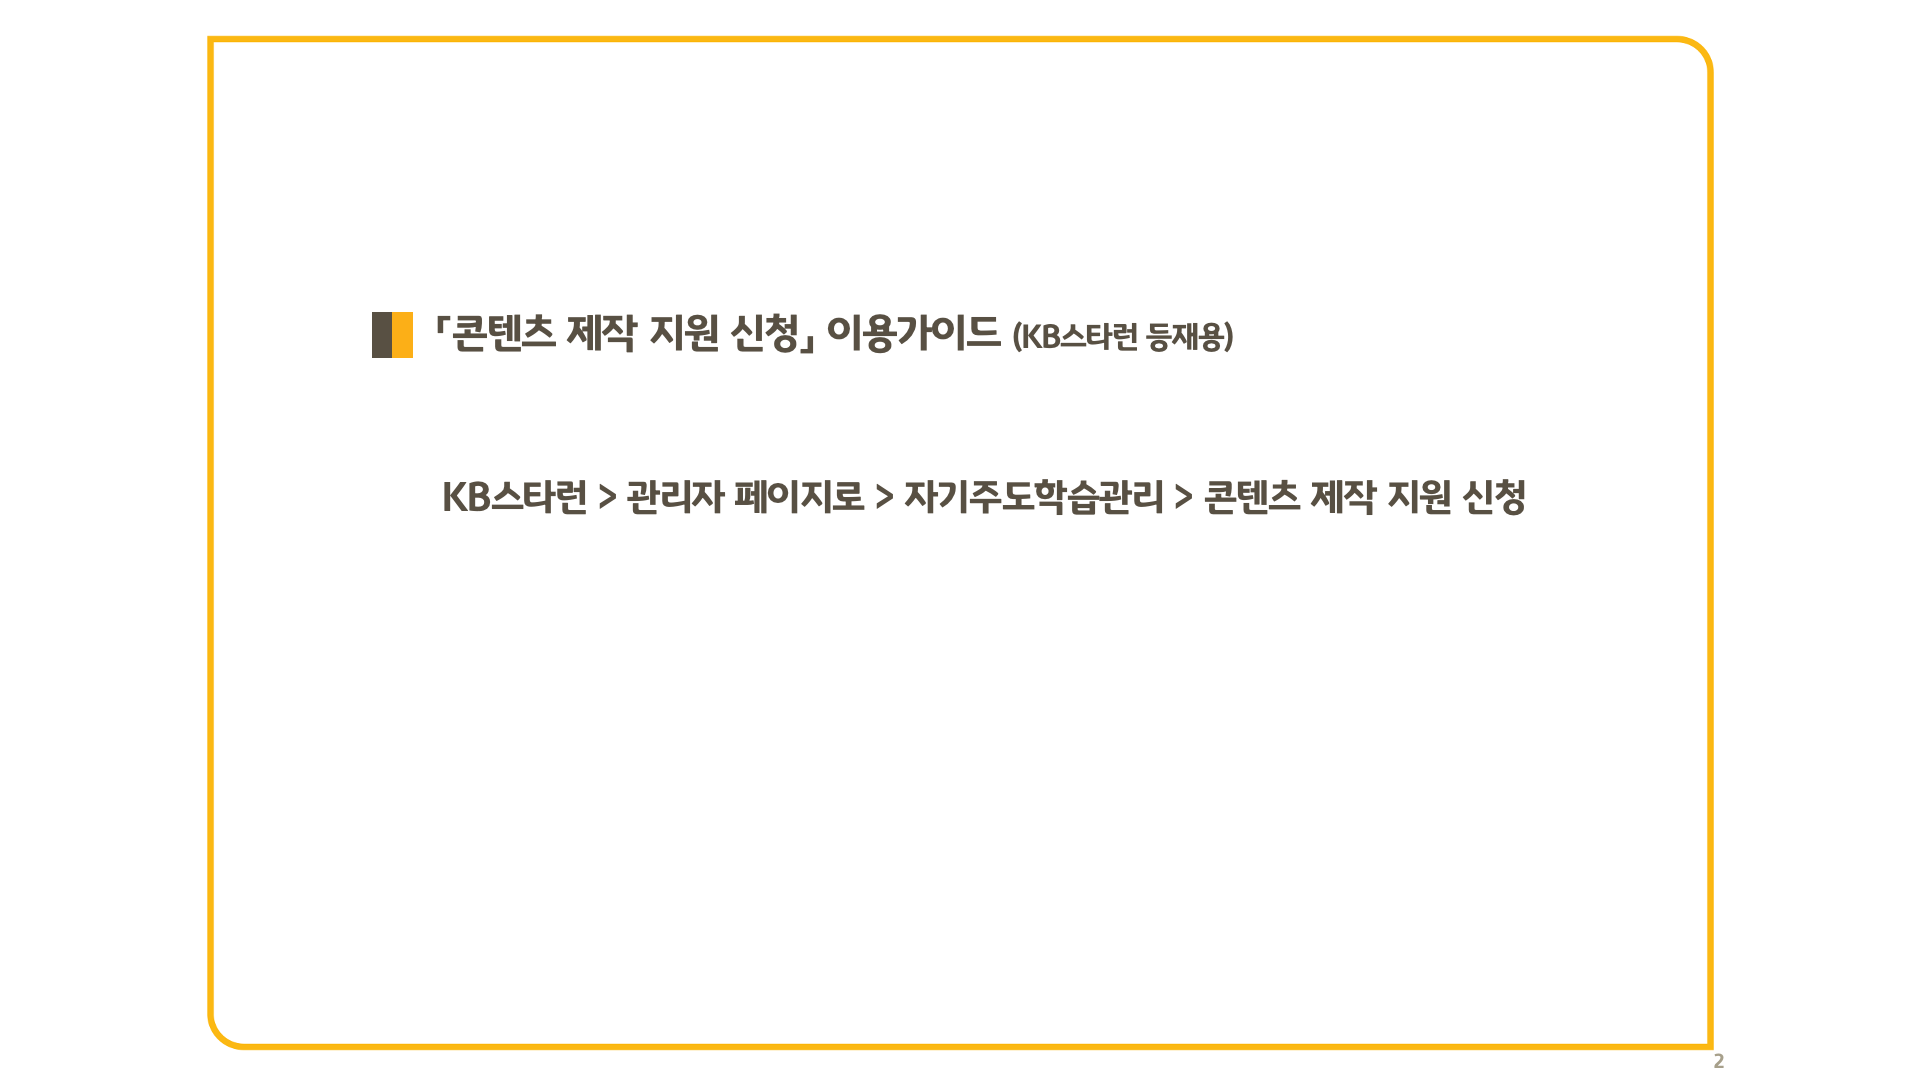 「콘텐츠 제작 지원 신청」 이용가이드 (KB스타런 등재용)
KB스타런 > 관리자 페이지로 > 자기주도학습관리 > 콘텐츠 제작 지원 신청
2